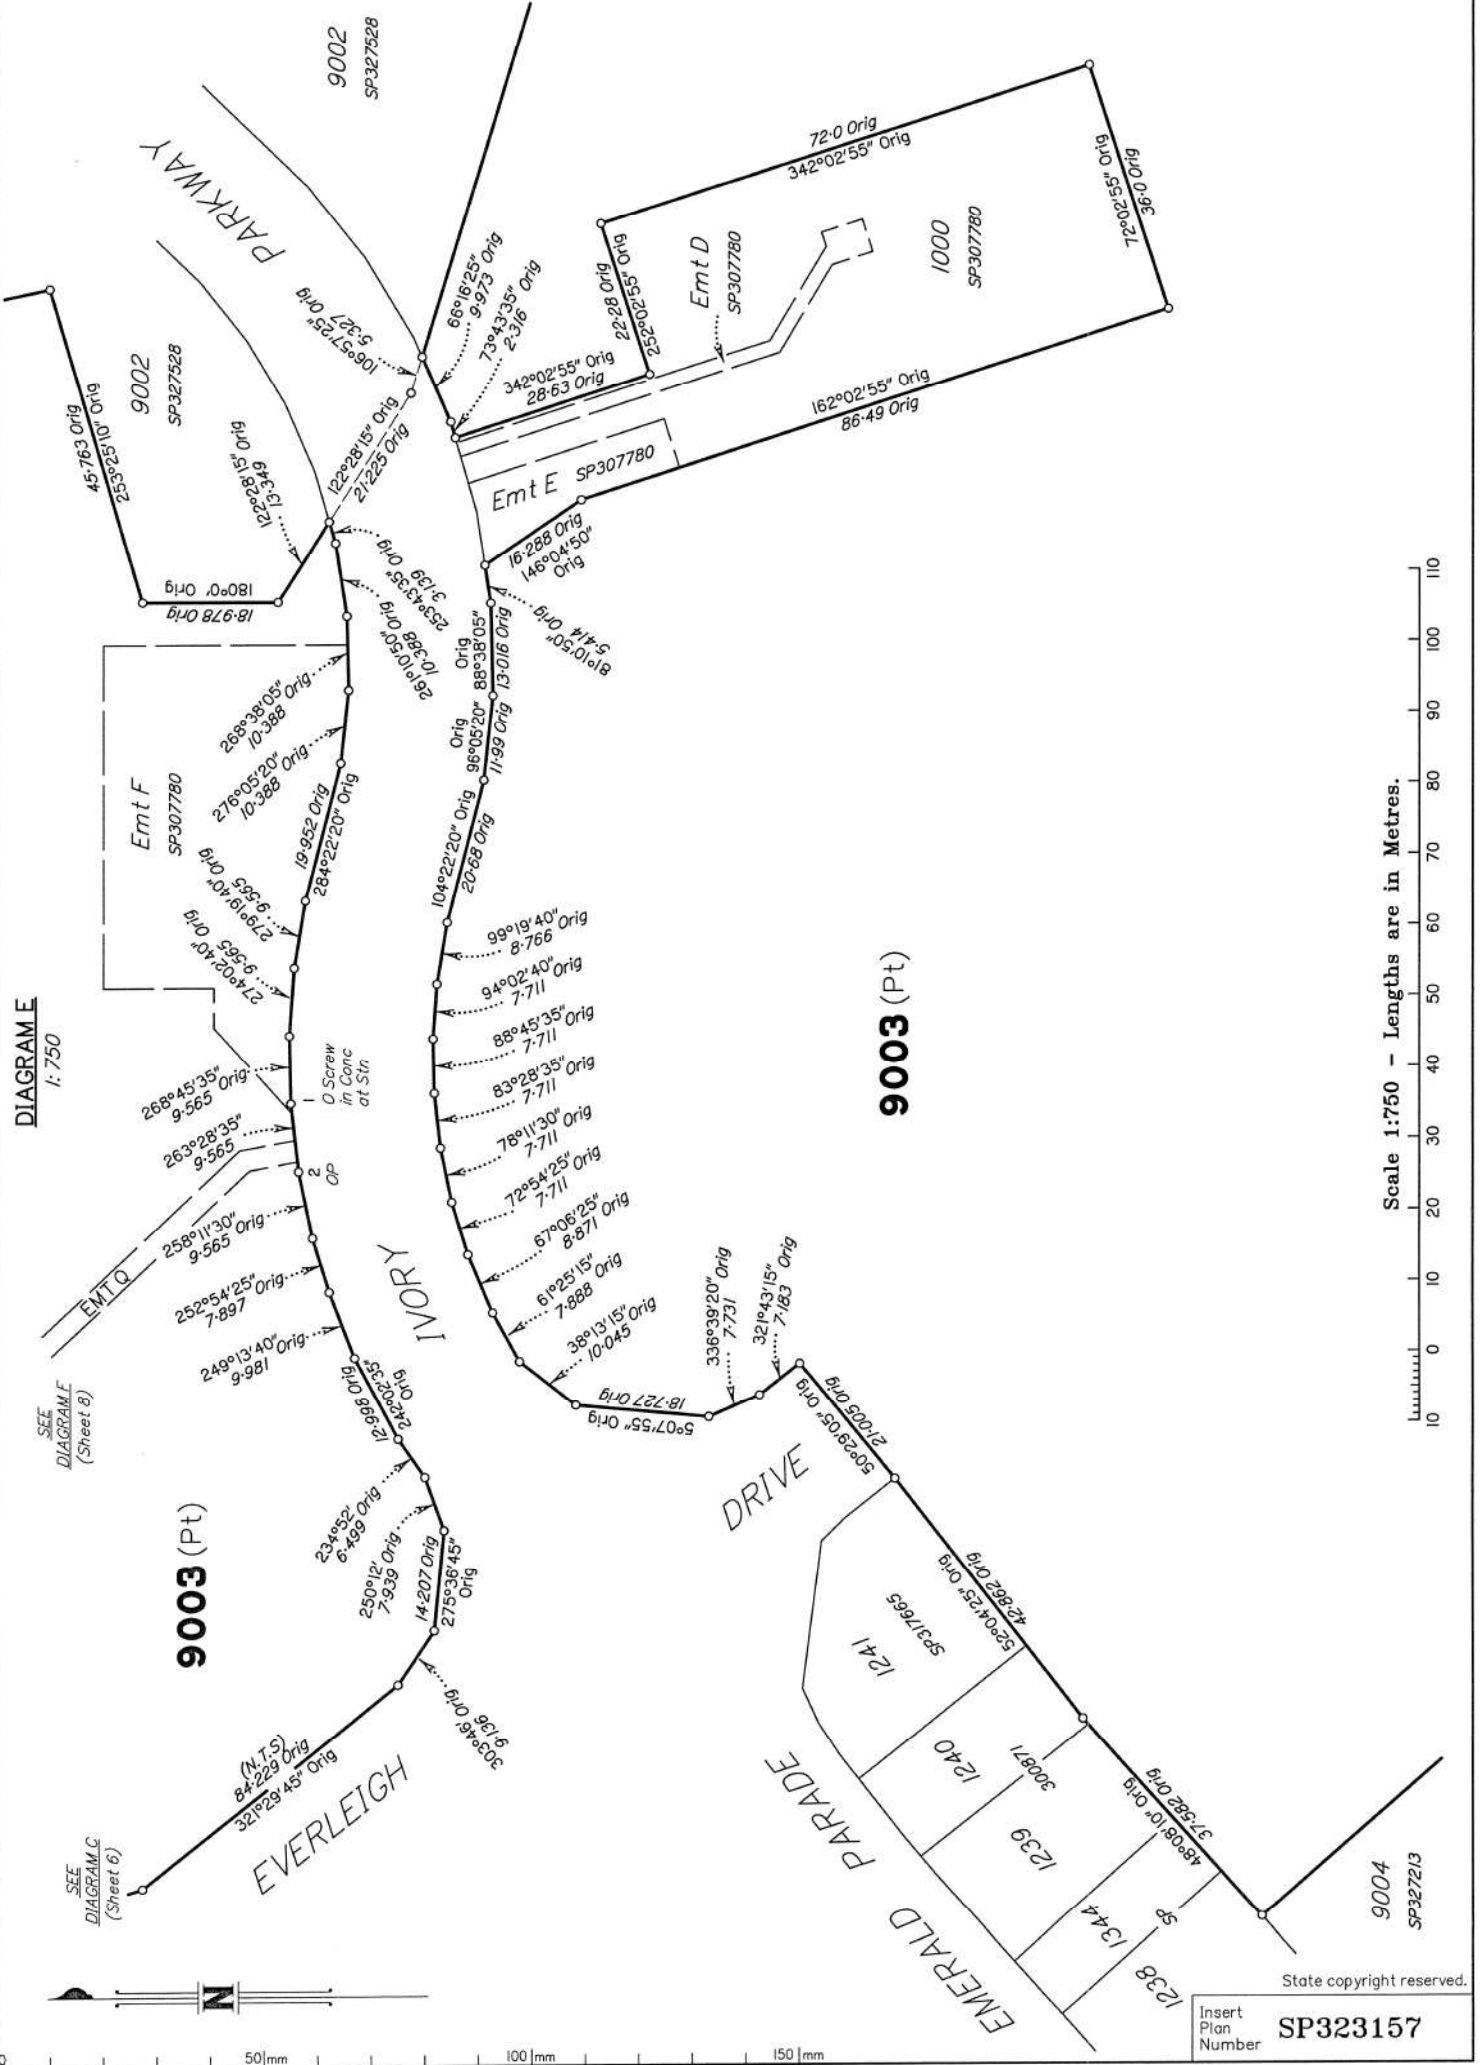 DIAGRAM E
1:750
9002
SP327528
PARKWAY
45·763 Orig
253°25'10" Orig
9002
SP327528
180°0' Orig
18·978 Orig
122°28'15" Orig
13·349
122°28'15" Orig
21·225 Orig
106°57'25" Orig
5·327
66°16'25" Orig
9·973
73°43'35" Orig
2·316
342°02'55" Orig
28·63 Orig
22·28 Orig
252°02'55" Orig
72·0 Orig
342°02'55" Orig
72°02'55" Orig
36·0 Orig
Emt D
SP307780
1000
SP307780
162°02'55" Orig
86·49 Orig
Emt E SP307780
16·288 Orig
146°04'50"
Orig
81°10'50" Orig
5·414
253°43'35" Orig
3·139
261°10'50" Orig
10·388
Orig
88°38'05"
13·016 Orig
Orig
96°05'20"
11·99 Orig
104°22'20" Orig
20·68 Orig
Emt F
SP307780
268°38'05"
10·388 Orig
276°05'20"
10·388 Orig
19·952 Orig
284°22'20" Orig
279°19'40" Orig
9·565
274°02'40" Orig
9·565
268°45'35"
9·565 Orig
263°28'35"
9·565
258°11'30"
9·565 Orig
252°54'25"
7·897 Orig
249°13'40"
9·981 Orig
12·998 Orig
242°02'35"
Orig
1
O Screw
in Conc
at Stn
2
OP
EMT Q
SEE
DIAGRAM F
(Sheet 8)
99°19'40"
8·766 Orig
94°02'40"
7·711 Orig
88°45'35"
7·711 Orig
83°28'35"
7·711 Orig
78°11'30"
7·711 Orig
72°54'25"
7·711 Orig
67°06'25"
8·871 Orig
61°25'15"
7·888 Orig
38°13'15"
10·045 Orig
5°07'55" Orig
18·727 Orig
336°39'20" Orig
7·731
321°43'15" Orig
7·183
50°29'05" Orig
21·005 Orig
52°04'25" Orig
42·862 Orig
48°08'10" Orig
37·582 Orig
IVORY
9003 (Pt)
9003 (Pt)
234°52' Orig
6·499
250°12' Orig
7·939
14·207 Orig
275°36'45"
Orig
303°46' Orig
9·136
(N.T.S)
84·229 Orig
321°29'45" Orig
EVERLEIGH
DRIVE
SEE
DIAGRAM C
(Sheet 6)
1241
SP317665
1240
300871
1239
1344
SP
1238
EMERALD PARADE
9004
SP327213
N
Scale 1:750 – Lengths are in Metres.
10 0 10 20 30 40 50 60 70 80 90 100 110
State copyright reserved.
Insert
Plan
Number
SP323157
0 50 mm 100 mm 150 mm